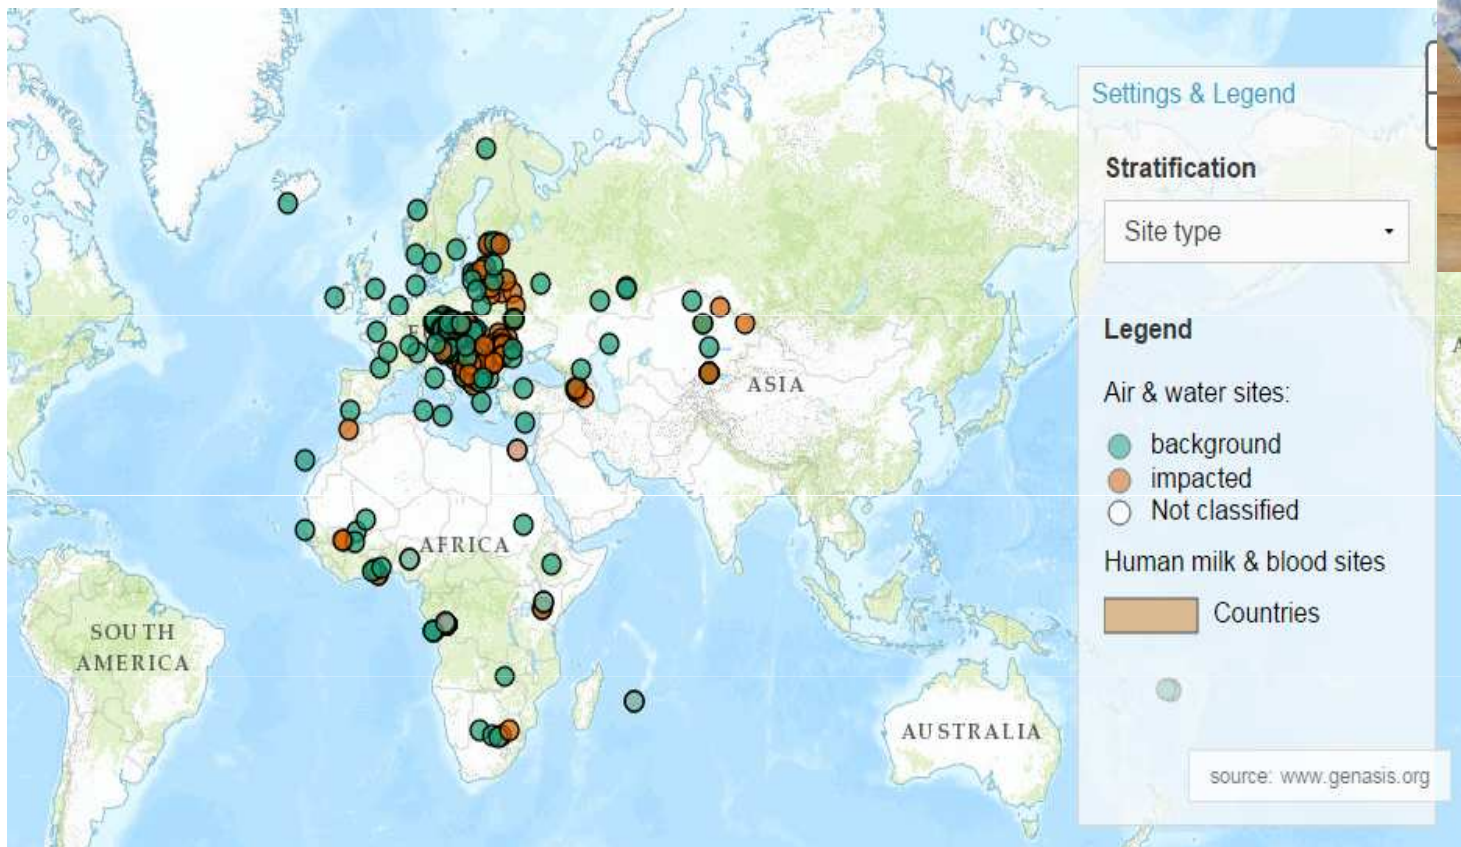 Settings & Legend
Stratification
Site type
Legend
Air & water sites:
background
impacted
Not classified
Human milk & blood sites
Countries
source: www.genasis.org
ASIA
AFRICA
SOUTH
AMERICA
AUSTRALIA